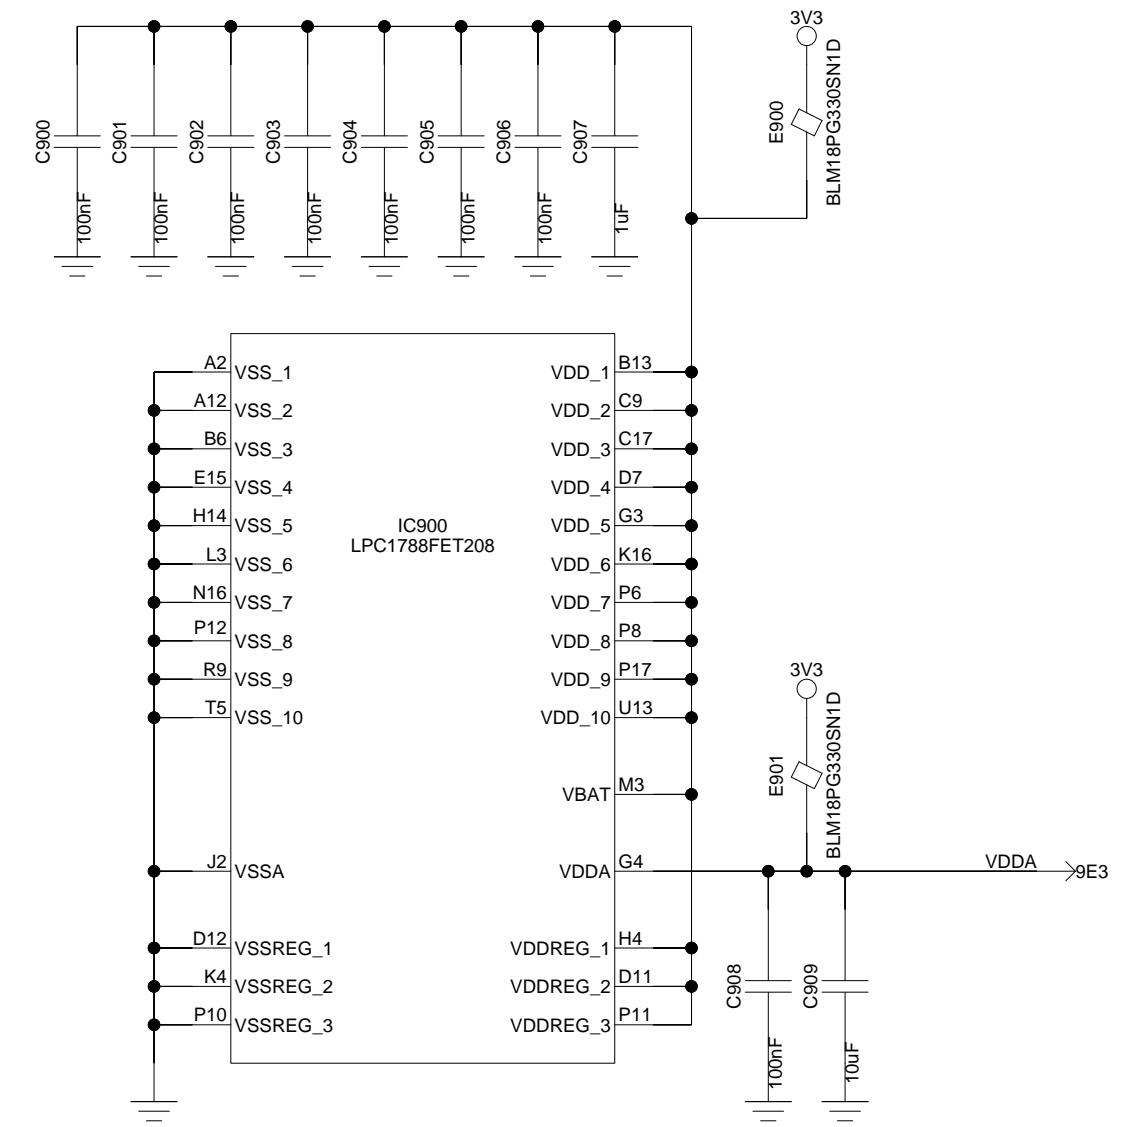 3V3
E900
BLM18PG330SN1D
C900
C901
C902
C903
C904
C905
C906
C907
100nF
100nF
100nF
100nF
100nF
100nF
100nF
1uF
IC900
LPC1788FET208
A2 VSS_1 VDD_1 B13
A12 VSS_2 VDD_2 C9
B6 VSS_3 VDD_3 C17
E15 VSS_4 VDD_4 D7
H14 VSS_5 VDD_5 G3
L3 VSS_6 VDD_6 K16
N16 VSS_7 VDD_7 P6
P12 VSS_8 VDD_8 P8
R9 VSS_9 VDD_9 P17
T5 VSS_10 VDD_10 U13
VBAT M3
J2 VSSA VDDA G4
D12 VSSREG_1 VDDREG_1 H4
K4 VSSREG_2 VDDREG_2 D11
P10 VSSREG_3 VDDREG_3 P11
3V3
E901
BLM18PG330SN1D
VDDA
9E3
C908
C909
100nF
10uF